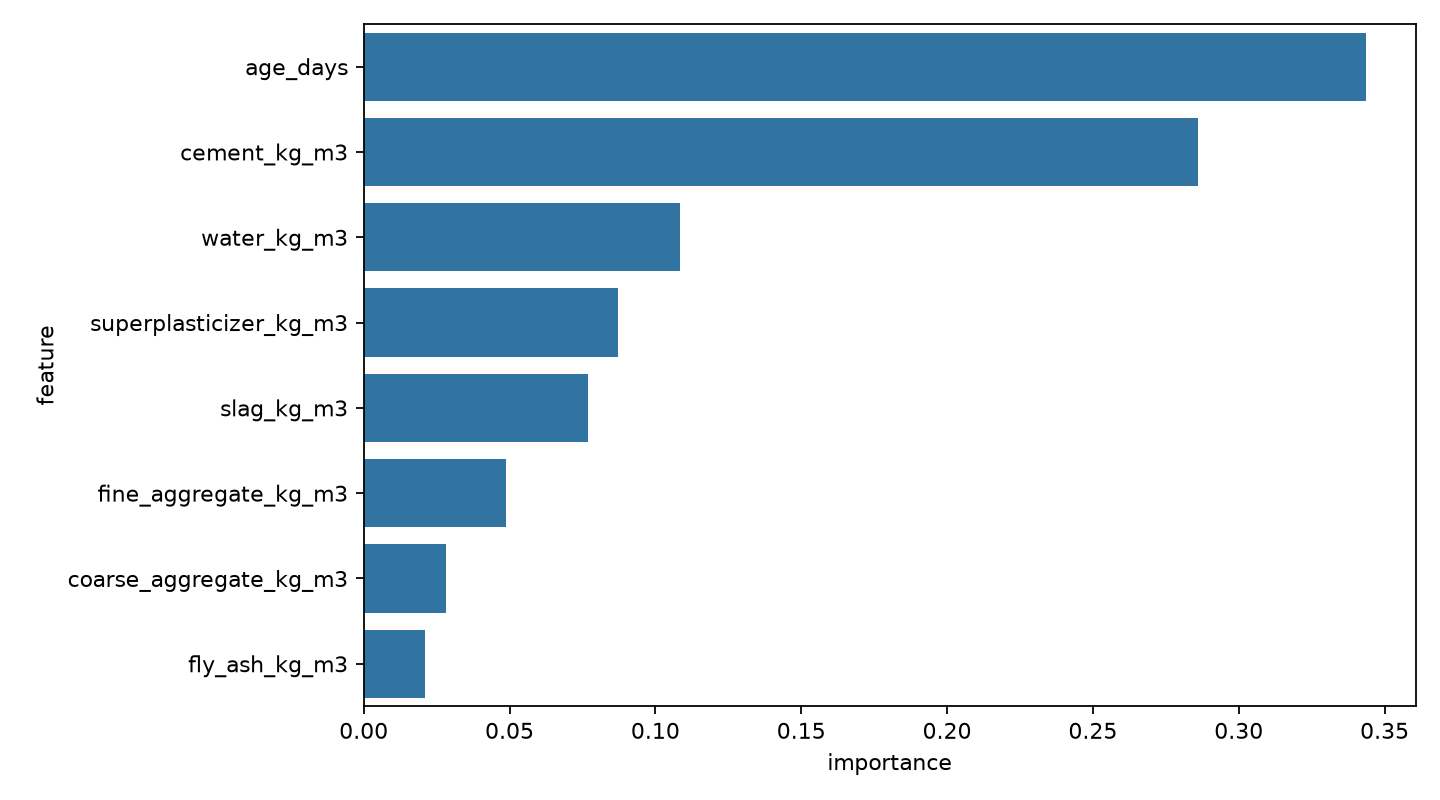 age_days
cement_kg_m3
water_kg_m3
superplasticizer_kg_m3
slag_kg_m3
fine_aggregate_kg_m3
coarse_aggregate_kg_m3
fly_ash_kg_m3
feature
0.00 0.05 0.10 0.15 0.20 0.25 0.30 0.35
importance